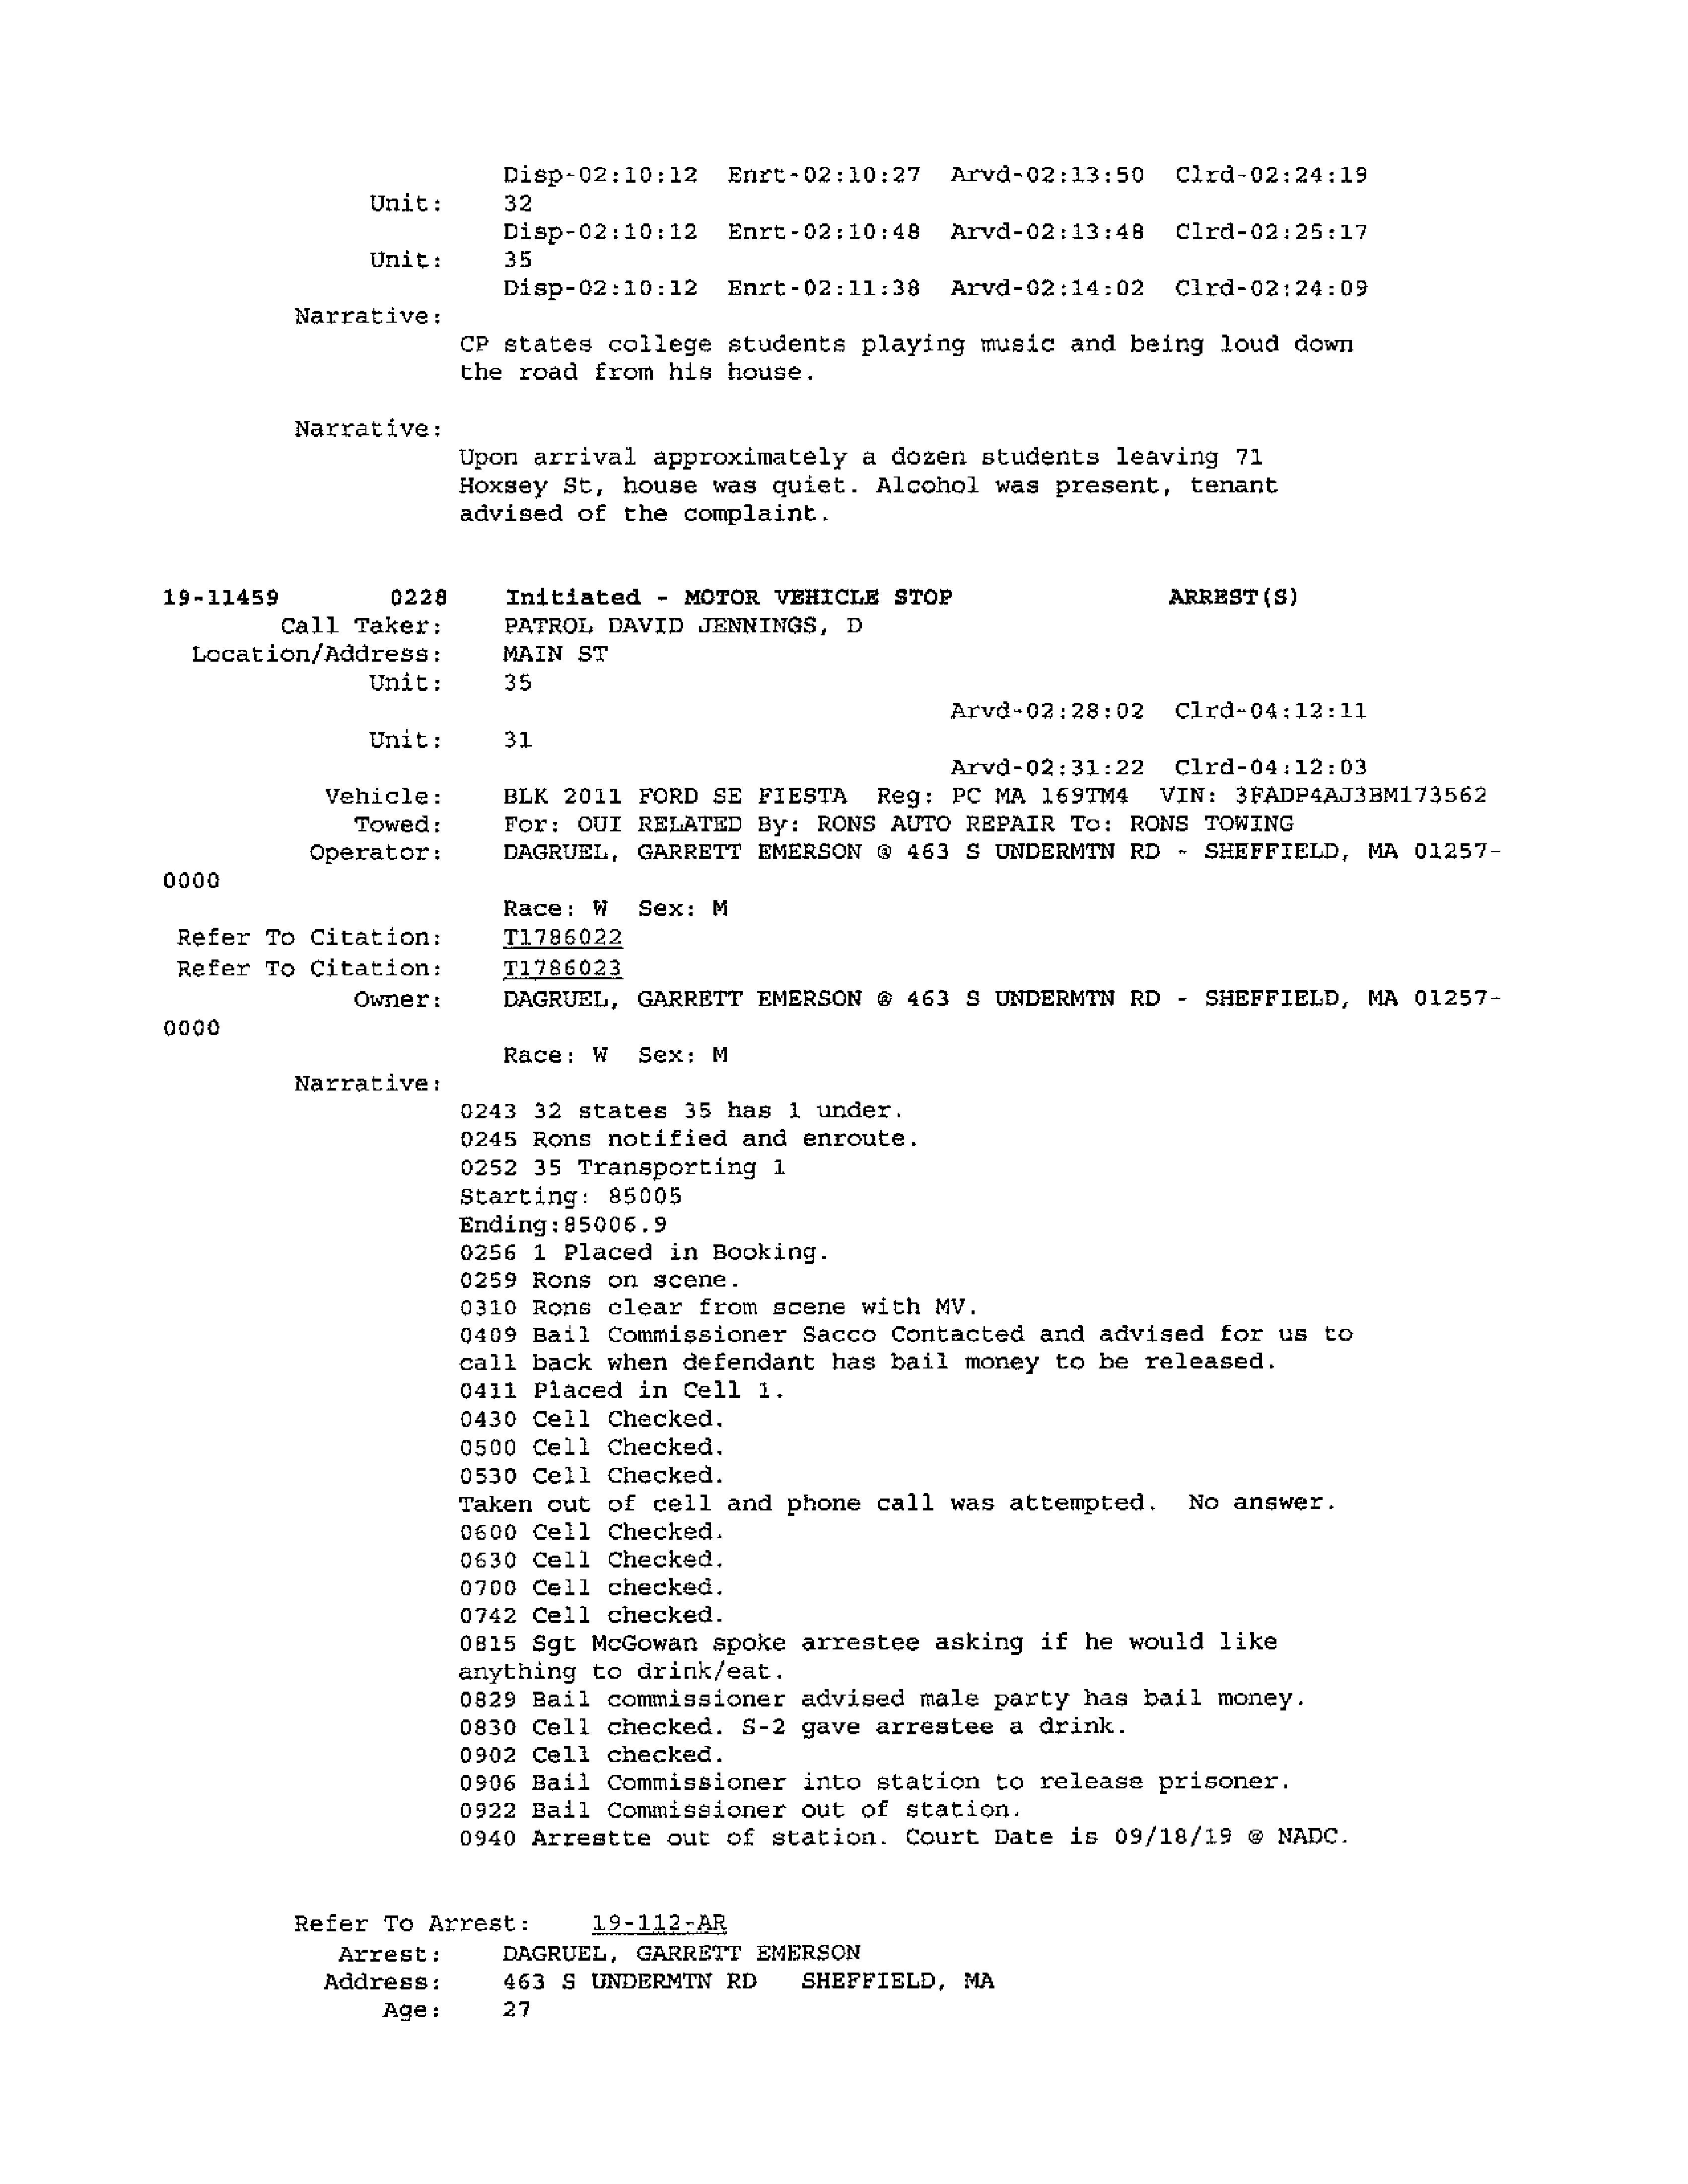 Disp-02:10:12 Enrt-02:10:27 Arvd-02:13:50 Clrd-02:24:19
Unit: 32
Disp-02:10:12 Enrt-02:10:48 Arvd-02:13:48 Clrd-02:25:17
Unit: 35
Disp-02:10:12 Enrt-02:11:38 Arvd-02:14:02 Clrd-02:24:09
Narrative:
CP states college students playing music and being loud down
the road from his house.
Narrative:
Upon arrival approximately a dozen students leaving 71
Hoxsey St, house was quiet. Alcohol was present, tenant
advised of the complaint.
19-11459 0228 Initiated - MOTOR VEHICLE STOP ARREST(S)
Call Taker: PATROL DAVID JENNINGS, D
Location/Address: MAIN ST
Unit: 35
Arvd-02:28:02 Clrd-04:12:11
Unit: 31
Arvd-02:31:22 Clrd-04:12:03
Vehicle: BLK 2011 FORD SE FIESTA Reg: PC MA 169TM4 VIN: 3FADP4AJ3BM173562
Towed: For: OUI RELATED By: RONS AUTO REPAIR To: RONS TOWING
Operator: DAGRUEL, GARRETT EMERSON @ 463 S UNDERMTN RD - SHEFFIELD, MA 01257-
0000
Race: W Sex: M
Refer To Citation: T1786022
Refer To Citation: T1786023
Owner: DAGRUEL, GARRETT EMERSON @ 463 S UNDERMTN RD - SHEFFIELD, MA 01257-
0000
Race: W Sex: M
Narrative:
0243 32 states 35 has 1 under.
0245 Rons notified and enroute.
0252 35 Transporting 1
Starting: 85005
Ending:85006.9
0256 1 Placed in Booking.
0259 Rons on scene.
0310 Rons clear from scene with MV.
0409 Bail Commissioner Sacco Contacted and advised for us to
call back when defendant has bail money to be released.
0411 Placed in Cell 1.
0430 Cell Checked.
0500 Cell Checked.
0530 Cell Checked.
Taken out of cell and phone call was attempted. No answer.
0600 Cell Checked.
0630 Cell Checked.
0700 Cell checked.
0742 Cell checked.
0815 Sgt McGowan spoke arrestee asking if he would like
anything to drink/eat.
0829 Bail commissioner advised male party has bail money.
0830 Cell checked. S-2 gave arrestee a drink.
0902 Cell checked.
0906 Bail Commissioner into station to release prisoner.
0922 Bail Commissioner out of station.
0940 Arrestte out of station. Court Date is 09/18/19 @ NADC.
Refer To Arrest: 19-112-AR
Arrest: DAGRUEL, GARRETT EMERSON
Address: 463 S UNDERMTN RD SHEFFIELD, MA
Age: 27